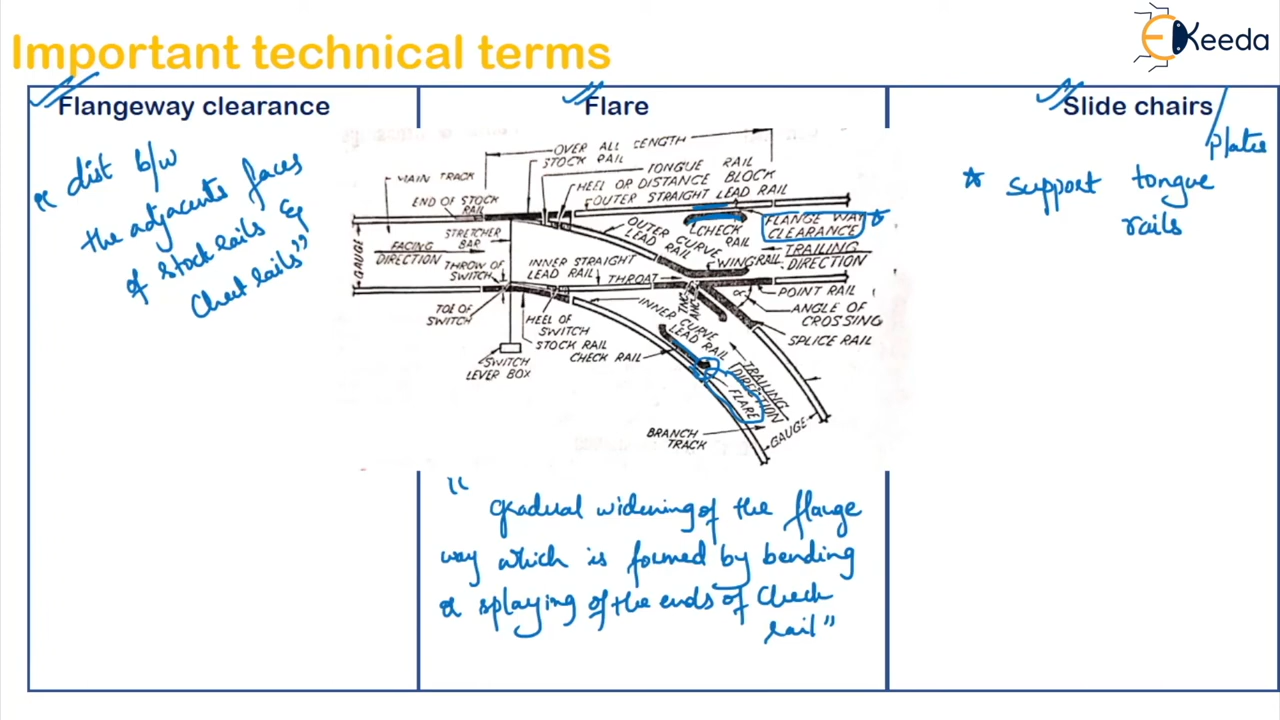 Important technical terms
EKeeda
Flangeway clearance
Flare
Slide chairs/
plates
"dist b/w
the adjacents faces
of stock rails &
check rails"
OVER ALL LENGTH
STOCK RAIL
TONGUE RAIL
HEEL OR DISTANCE BLOCK
OUTER STRAIGHT LEAD RAIL
MAIN TRACK
END OF STOCK
RAIL
STRETCHER
BAR
GAUGE
FACING
DIRECTION
THROW OF
SWITCH
INNER STRAIGHT
LEAD RAIL
THROAT
OUTER CURVE
LEAD RAIL
CHECK
RAIL
FLANGE WAY
CLEARANCE
WING RAIL
TRAILING
DIRECTION
POINT RAIL
ANGLE OF
CROSSING
SPLICE RAIL
TOE OF
SWITCH
HEEL OF
SWITCH
STOCK RAIL
CHECK RAIL
INNER CURVE
LEAD RAIL
SWITCH
LEVER BOX
TRAILING
DIRECTION
FLARE
BRANCH
TRACK
GAUGE
"gradual widening of the flange
way which is formed by bending
& splaying of the ends of check
rail"
* support tongue
rails